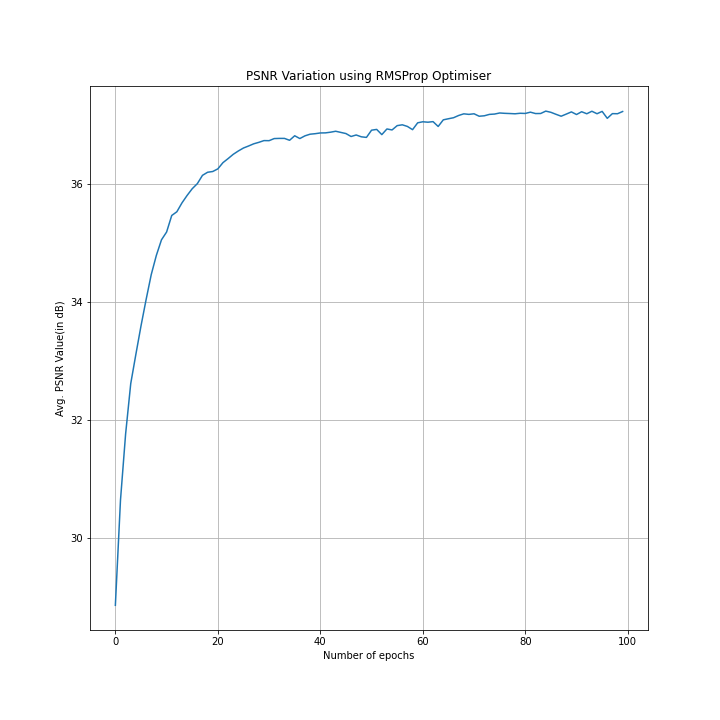 PSNR Variation using RMSProp Optimiser
Avg. PSNR Value(in dB)
36
34
32
30
0 20 40 60 80 100
Number of epochs